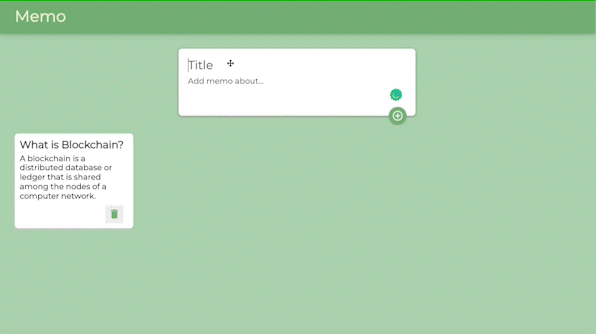 Memo
Title
Add memo about...
What is Blockchain?
A blockchain is a
distributed database or
ledger that is shared
among the nodes of a
computer network.